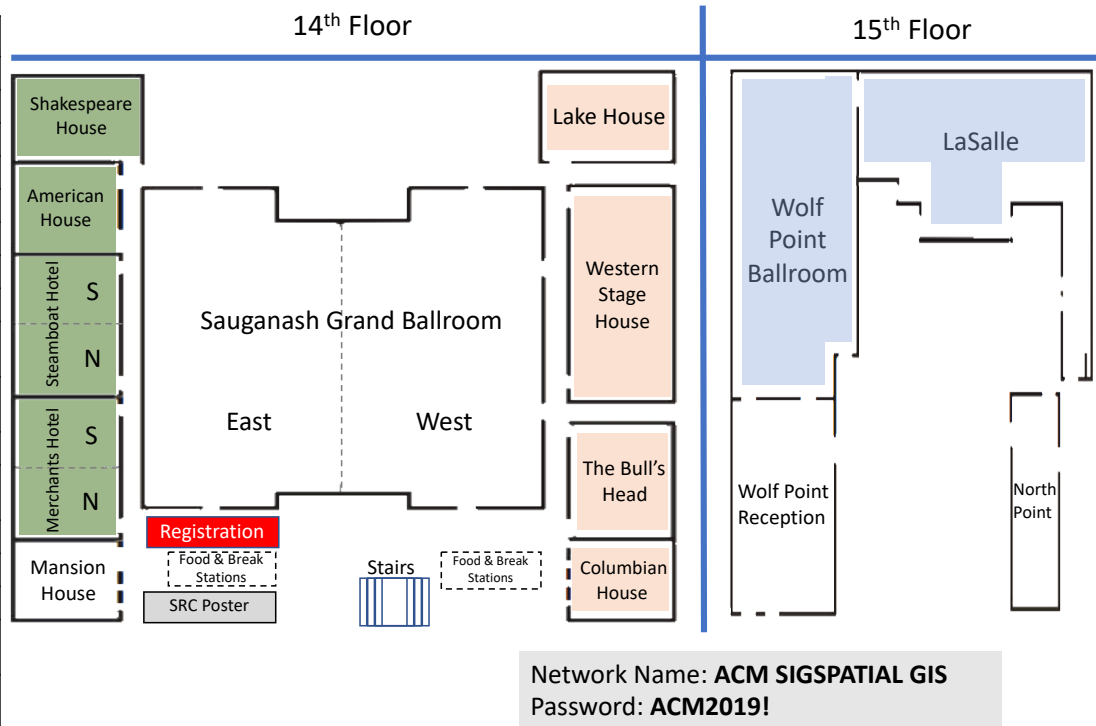 14th Floor
15th Floor
Shakespeare
House
American
House
Steamboat Hotel
S
N
Merchants Hotel
S
N
Mansion
House
Sauganash Grand Ballroom
East
West
Registration
Food & Break
Stations
SRC Poster
Stairs
Food & Break
Stations
Lake House
Western
Stage
House
The Bull's
Head
Columbian
House
Wolf
Point
Ballroom
LaSalle
Wolf Point
Reception
North
Point
Network Name: ACM SIGSPATIAL GIS
Password: ACM2019!